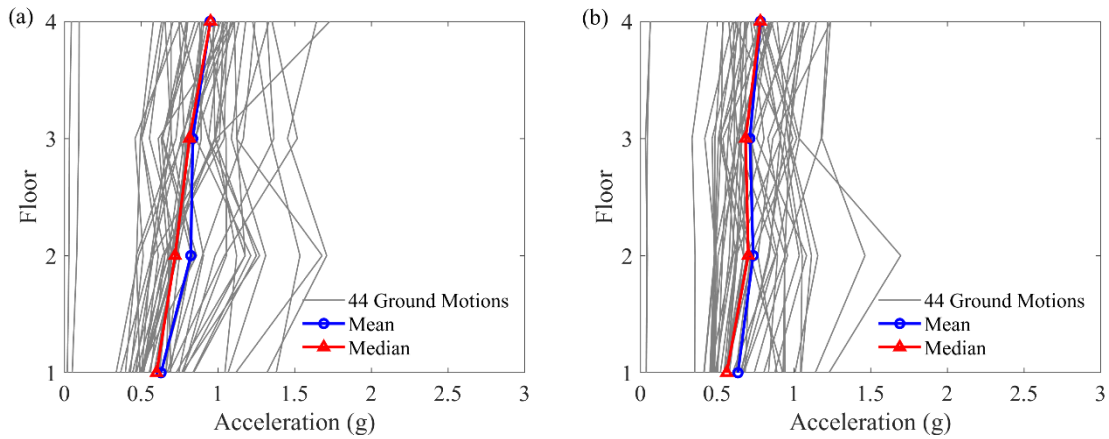 (a)
4
3
2
1
Floor
44 Ground Motions
Mean
Median
0 0.5 1 1.5 2 2.5 3
Acceleration (g)
(b)
4
3
2
1
Floor
44 Ground Motions
Mean
Median
0 0.5 1 1.5 2 2.5 3
Acceleration (g)